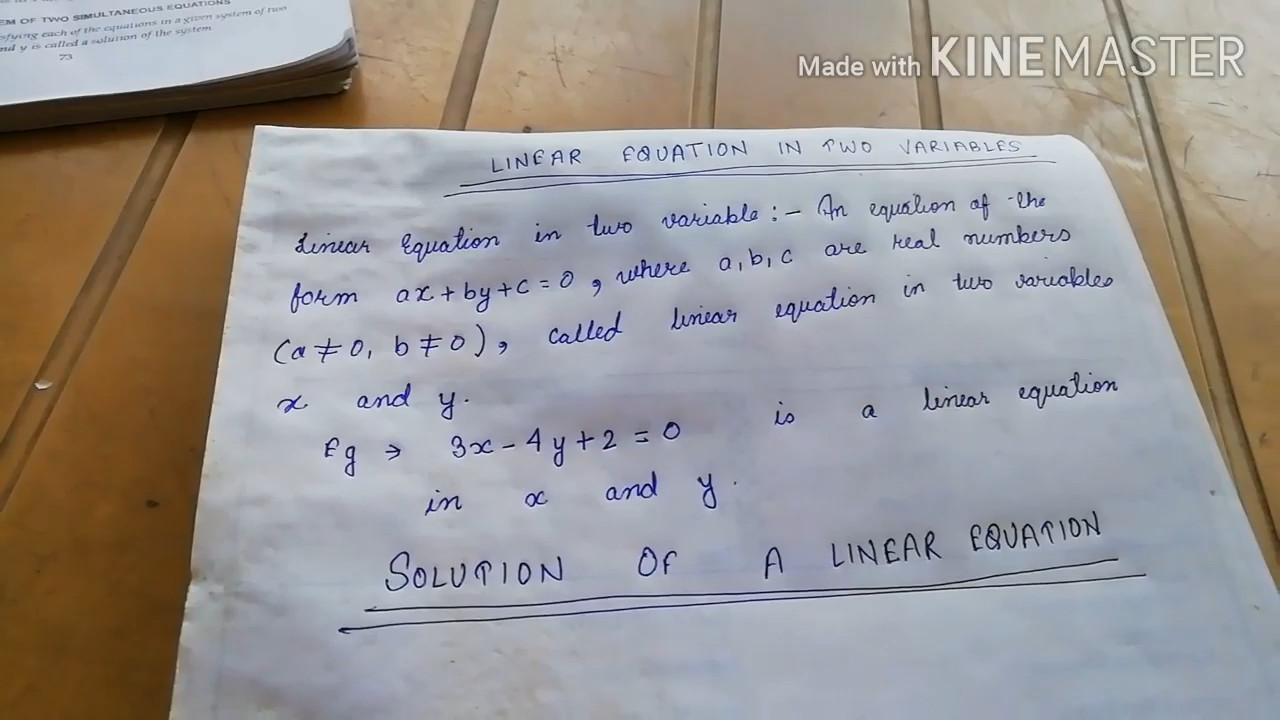 EM OF TWO SIMULTANEOUS EQUATIONS
sfying each of the equations in a given system of two
nd y is called a solution of the system
73
Made with KINEMASTER
LINEAR EQUATION IN TWO VARIABLES
Linear Equation in two variable :- An equation of the
form ax + by + c = 0, where a, b, c are real numbers
(a ≠ 0, b ≠ 0), called linear equation in two variables
x and y.
Eg → 3x - 4y + 2 = 0 is a linear equation
in x and y.
SOLUTION OF A LINEAR EQUATION